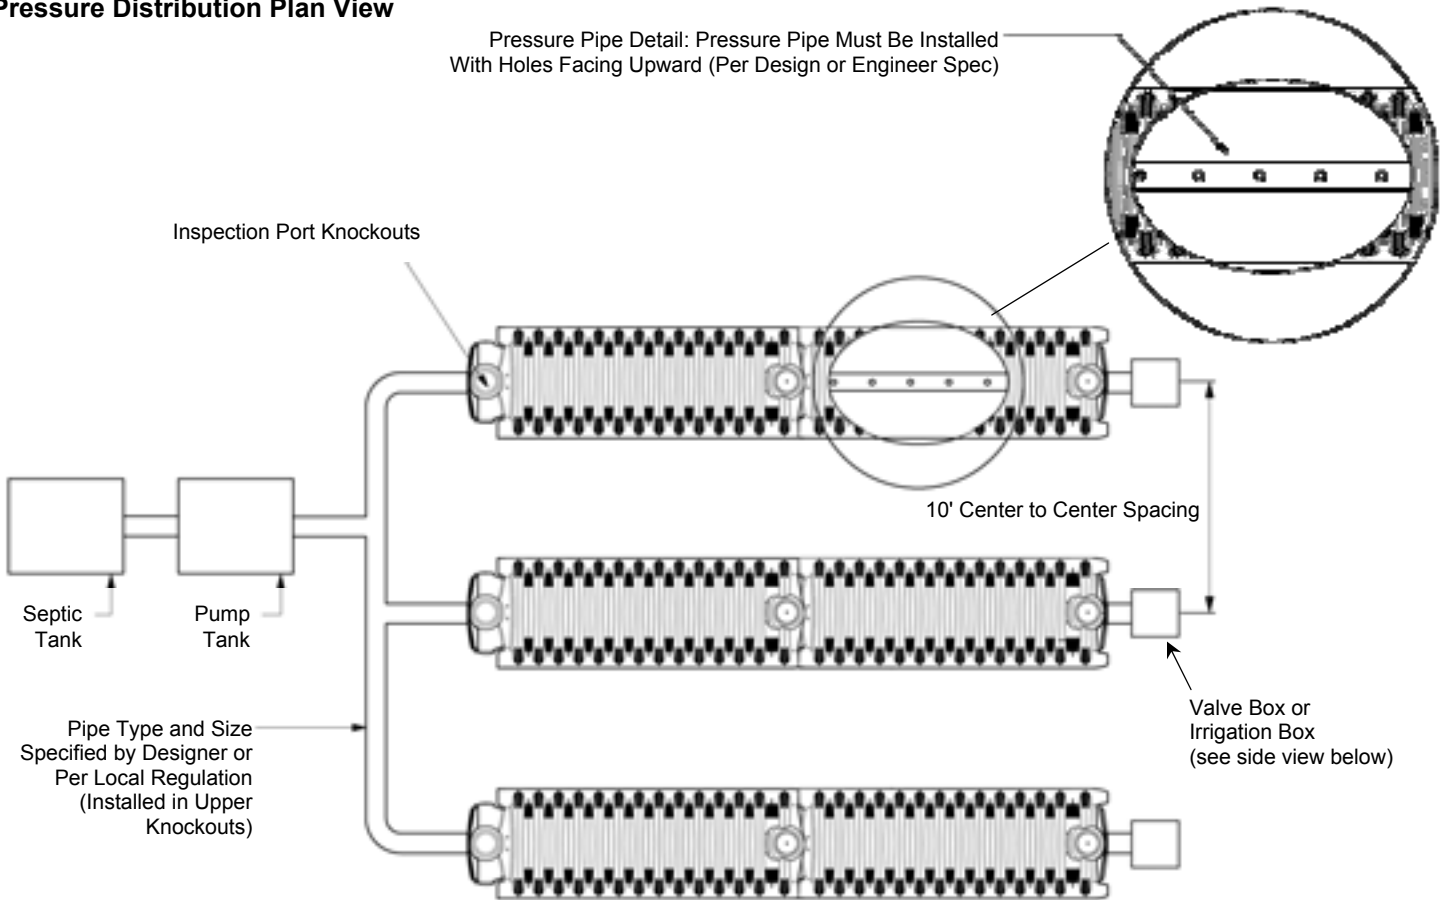 Pressure Distribution Plan View
Pressure Pipe Detail: Pressure Pipe Must Be Installed
With Holes Facing Upward (Per Design or Engineer Spec)
Inspection Port Knockouts
10' Center to Center Spacing
Septic
Tank
Pump
Tank
Pipe Type and Size
Specified by Designer or
Per Local Regulation
(Installed in Upper
Knockouts)
Valve Box or
Irrigation Box
(see side view below)